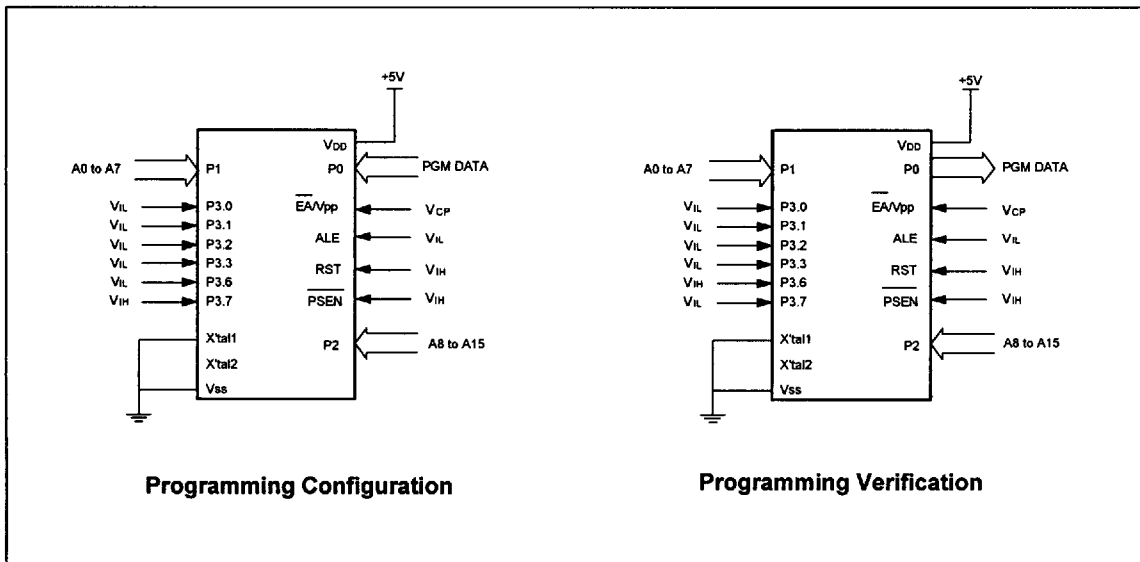 +5V
VDD
A0 to A7 P1 P0 PGM DATA
VIL P3.0 EA/Vpp VCP
VIL P3.1
VIL P3.2 ALE VIL
VIL P3.3 RST VIH
VIL P3.6
VIH P3.7 PSEN VIH
X'tal1 P2 A8 to A15
X'tal2
Vss
Programming Configuration
+5V
VDD
A0 to A7 P1 P0 PGM DATA
VIL P3.0 EA/Vpp VCP
VIL P3.1
VIL P3.2 ALE VIL
VIL P3.3 RST VIH
VIH P3.6
VIL P3.7 PSEN VIH
X'tal1 P2 A8 to A15
X'tal2
Vss
Programming Verification